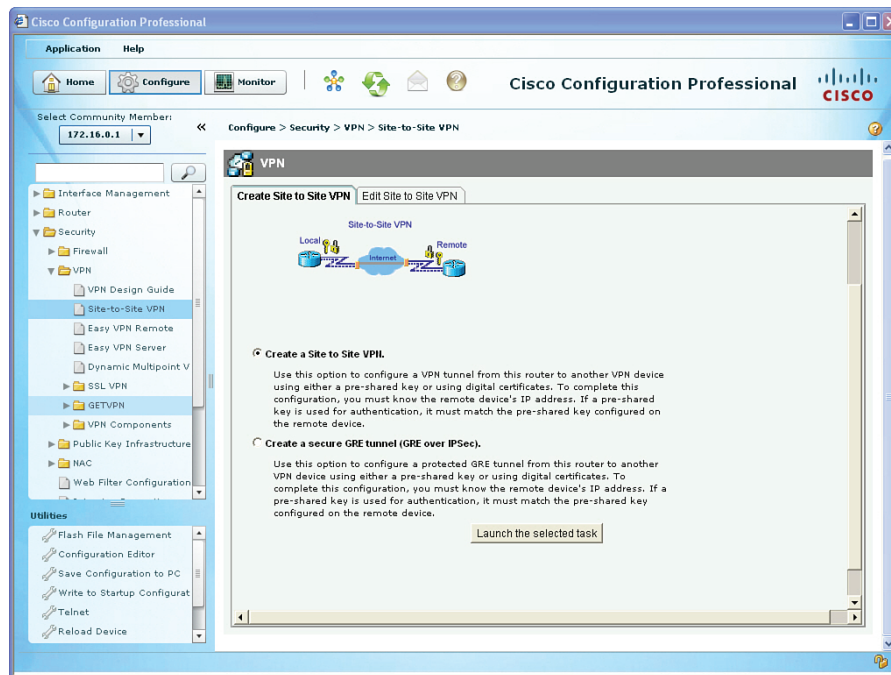 Cisco Configuration Professional
Application Help
Home Configure Monitor Cisco Configuration Professional CISCO
Select Community Member:
172.16.0.1
Configure > Security > VPN > Site-to-Site VPN
VPN
Create Site to Site VPN Edit Site to Site VPN
Interface Management
Router
Security
Firewall
VPN
VPN Design Guide
Site-to-Site VPN
Easy VPN Remote
Easy VPN Server
Dynamic Multipoint V
SSL VPN
GETVPN
VPN Components
Public Key Infrastructure
NAC
Web Filter Configuration
Utilities
Flash File Management
Configuration Editor
Save Configuration to PC
Write to Startup Configurat
Telnet
Reload Device
Site-to-Site VPN
Local Internet Remote
Create a Site to Site VPN.
Use this option to configure a VPN tunnel from this router to another VPN device
using either a pre-shared key or using digital certificates. To complete this
configuration, you must know the remote device's IP address. If a pre-shared
key is used for authentication, it must match the pre-shared key configured on
the remote device.
Create a secure GRE tunnel (GRE over IPSec).
Use this option to configure a protected GRE tunnel from this router to another
VPN device using either a pre-shared key or using digital certificates. To
complete this configuration, you must know the remote device's IP address. If a
pre-shared key is used for authentication, it must match the pre-shared key
configured on the remote device.
Launch the selected task